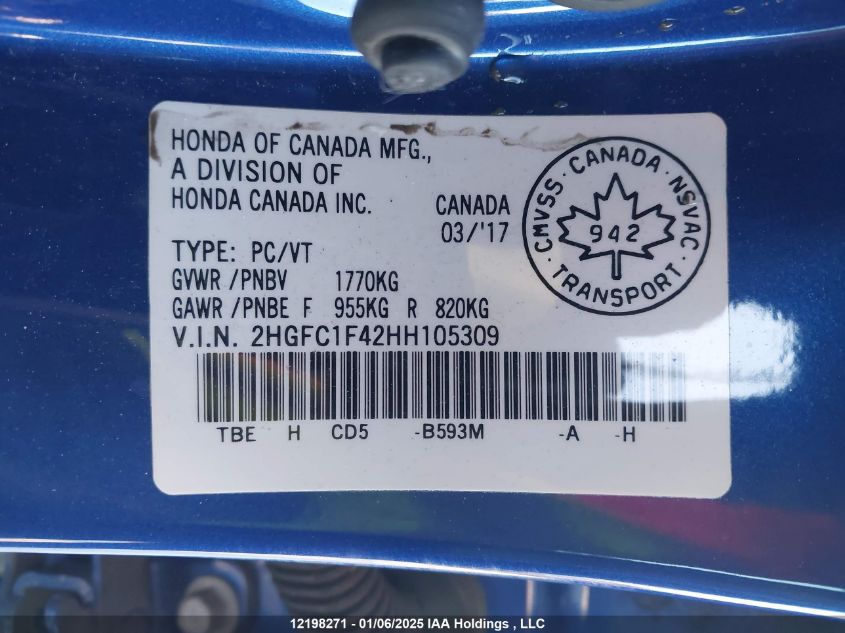 HONDA OF CANADA MFG.,
A DIVISION OF
HONDA CANADA INC. CANADA
03/'17
TYPE: PC/VT
GVWR /PNBV 1770KG
GAWR /PNBE F 955KG R 820KG
V.I.N. 2HGFC1F42HH105309
TBE H CD5 -B593M -A -H
CMVSS · CANADA · NSVAC
942
· TRANSPORT ·
12198271 - 01/06/2025 IAA Holdings , LLC